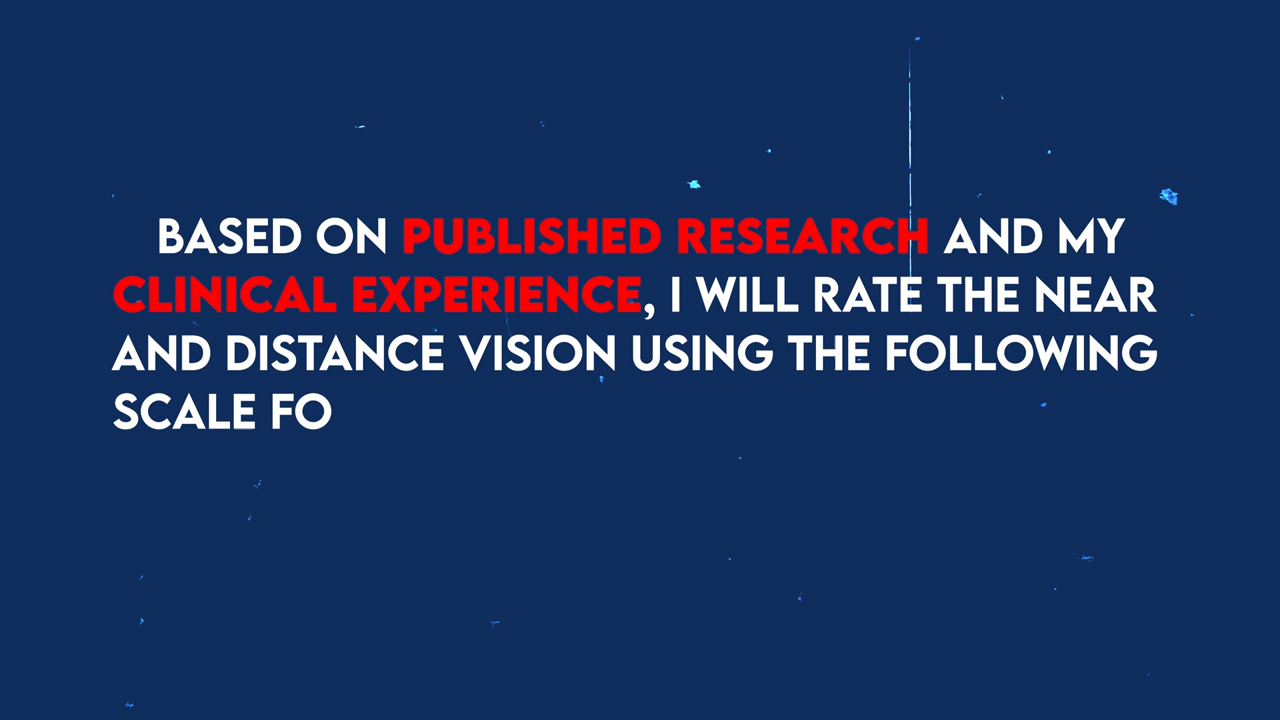 BASED ON PUBLISHED RESEARCH AND MY
CLINICAL EXPERIENCE, I WILL RATE THE NEAR
AND DISTANCE VISION USING THE FOLLOWING
SCALE FO